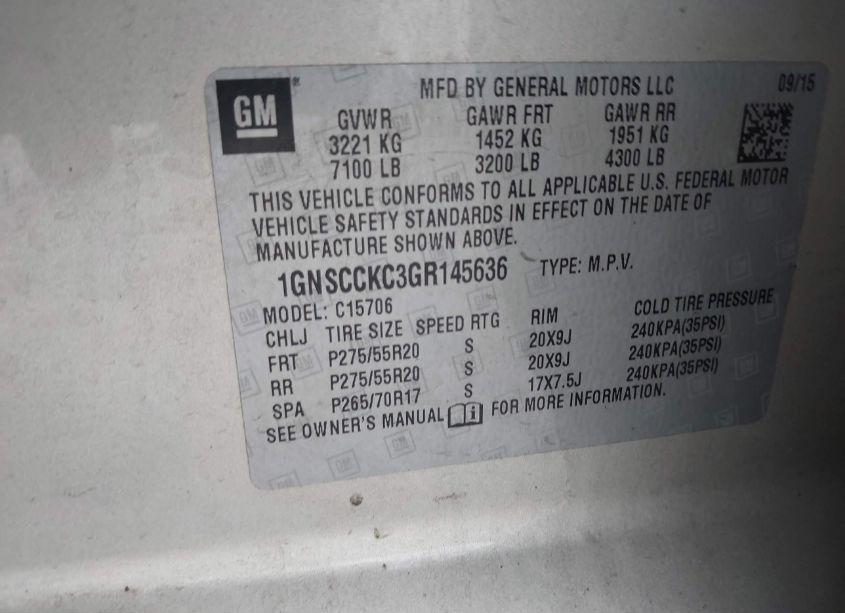 GM
MFD BY GENERAL MOTORS LLC 09/15
GVWR GAWR FRT GAWR RR
3221 KG 1452 KG 1951 KG
7100 LB 3200 LB 4300 LB
THIS VEHICLE CONFORMS TO ALL APPLICABLE U.S. FEDERAL MOTOR
VEHICLE SAFETY STANDARDS IN EFFECT ON THE DATE OF
MANUFACTURE SHOWN ABOVE.
1GNSCCKC3GR145636 TYPE: M.P.V.
MODEL: C15706
CHLJ TIRE SIZE SPEED RTG RIM COLD TIRE PRESSURE
FRT P275/55R20 S 20X9J 240KPA(35PSI)
RR P275/55R20 S 20X9J 240KPA(35PSI)
SPA P265/70R17 S 17X7.5J 240KPA(35PSI)
SEE OWNER'S MANUAL FOR MORE INFORMATION.